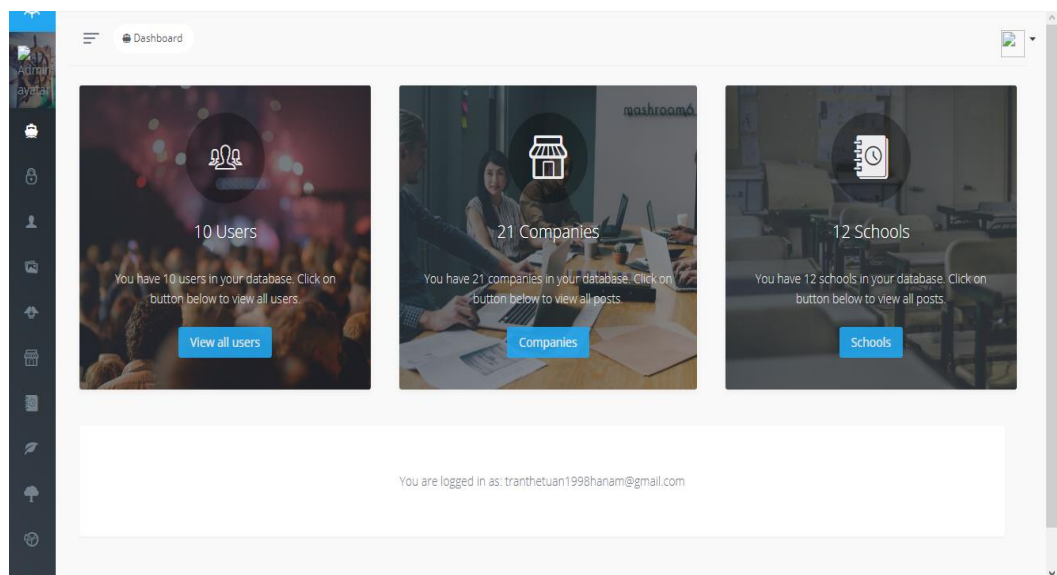 Dashboard
Admin
avatar
mashroom6
10 Users
You have 10 users in your database. Click on
button below to view all users.
View all users
21 Companies
You have 21 companies in your database. Click on
button below to view all posts.
Companies
12 Schools
You have 12 schools in your database. Click on
button below to view all posts.
Schools
You are logged in as: tranthetuan1998hanam@gmail.com